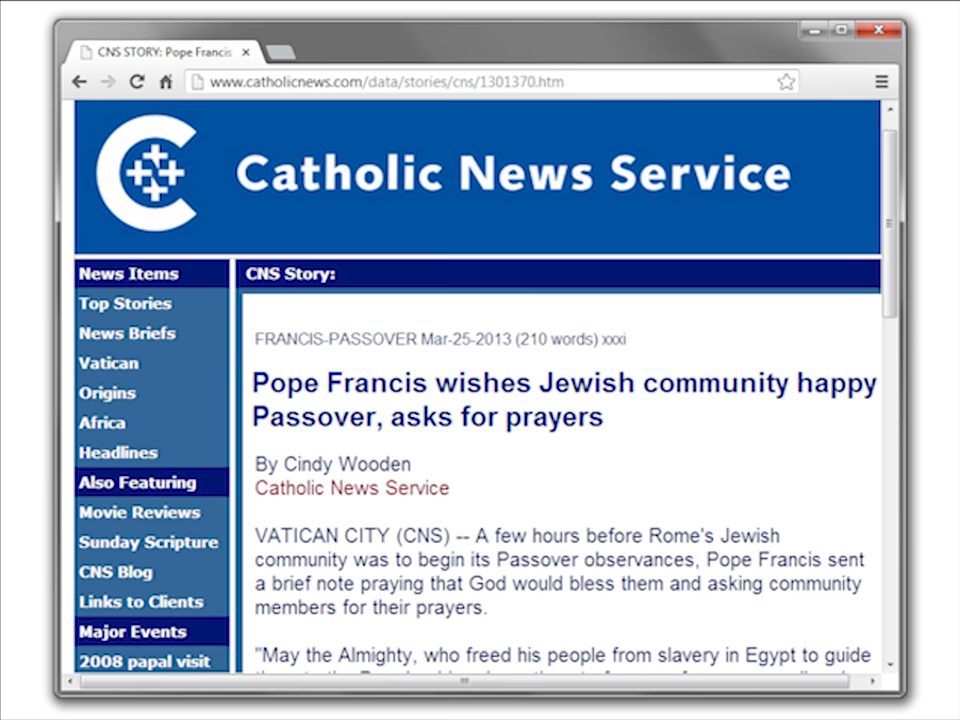 CNS STORY: Pope Francis
www.catholicnews.com/data/stories/cns/1301370.htm
Catholic News Service
News Items
Top Stories
News Briefs
Vatican
Origins
Africa
Headlines
Also Featuring
Movie Reviews
Sunday Scripture
CNS Blog
Links to Clients
Major Events
2008 papal visit
CNS Story:
FRANCIS-PASSOVER Mar-25-2013 (210 words) xxxi
Pope Francis wishes Jewish community happy
Passover, asks for prayers
By Cindy Wooden
Catholic News Service
VATICAN CITY (CNS) -- A few hours before Rome's Jewish
community was to begin its Passover observances, Pope Francis sent
a brief note praying that God would bless them and asking community
members for their prayers.
"May the Almighty, who freed his people from slavery in Egypt to guide